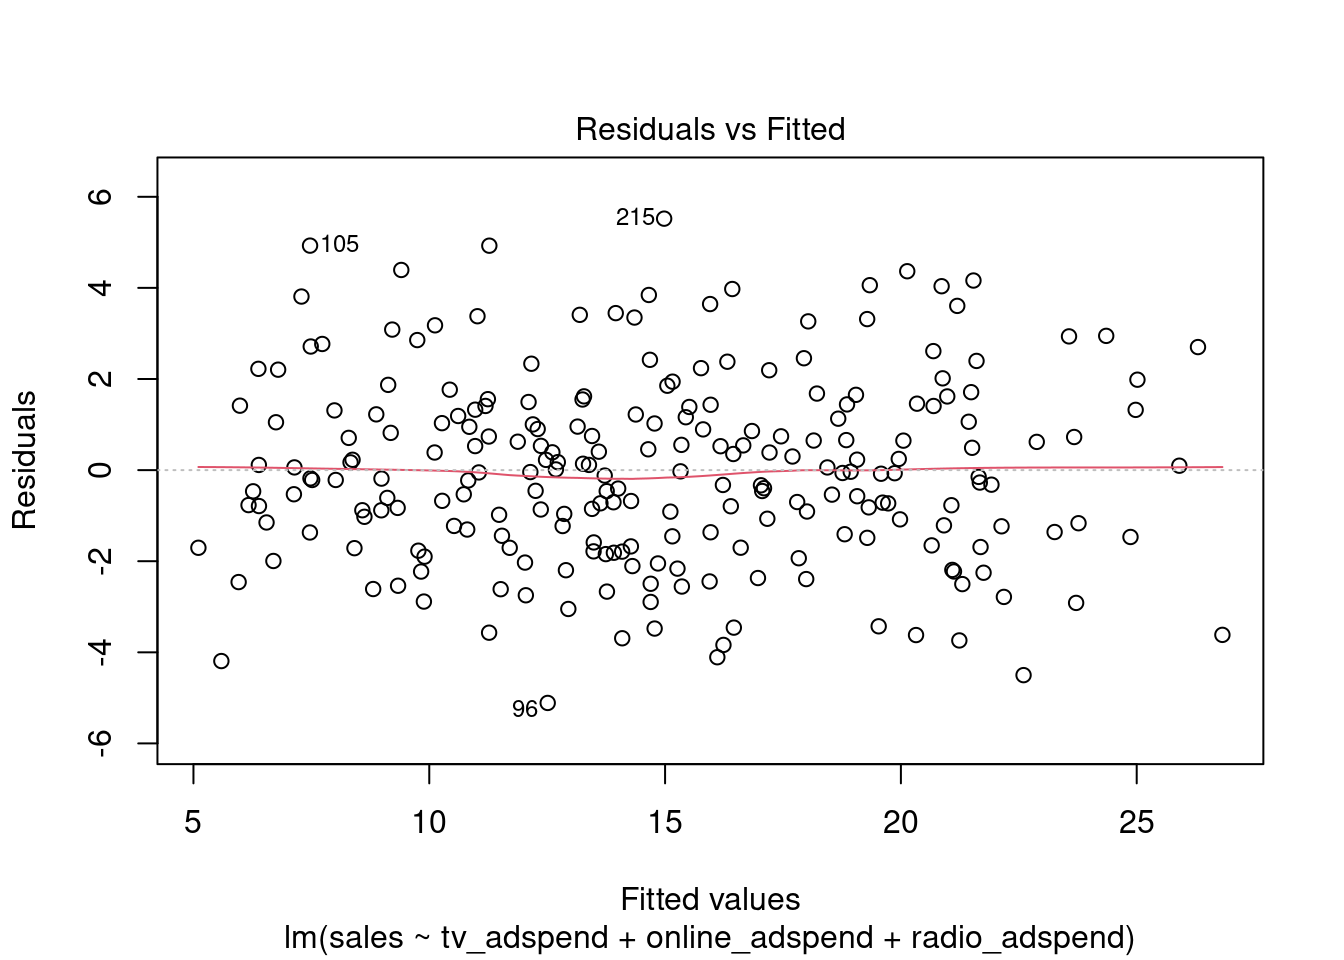 Residuals vs Fitted
Residuals
6
4
2
0
-2
-4
-6
215
105
96
5 10 15 20 25
Fitted values
lm(sales ~ tv_adspend + online_adspend + radio_adspend)